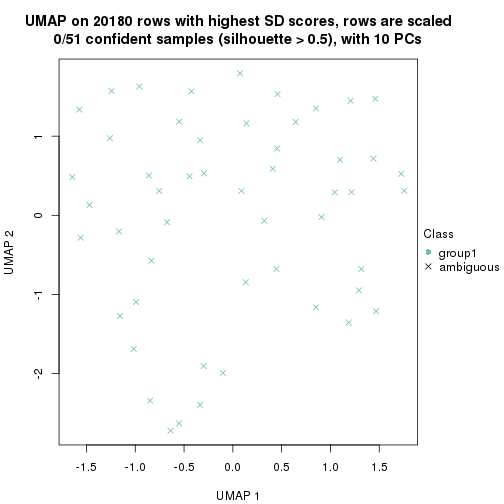 UMAP on 20180 rows with highest SD scores, rows are scaled
0/51 confident samples (silhouette > 0.5), with 10 PCs
1
0
-1
-2
UMAP 2
-1.5
-1.0
-0.5
0.0
0.5
1.0
1.5
UMAP 1
Class
group1
ambiguous